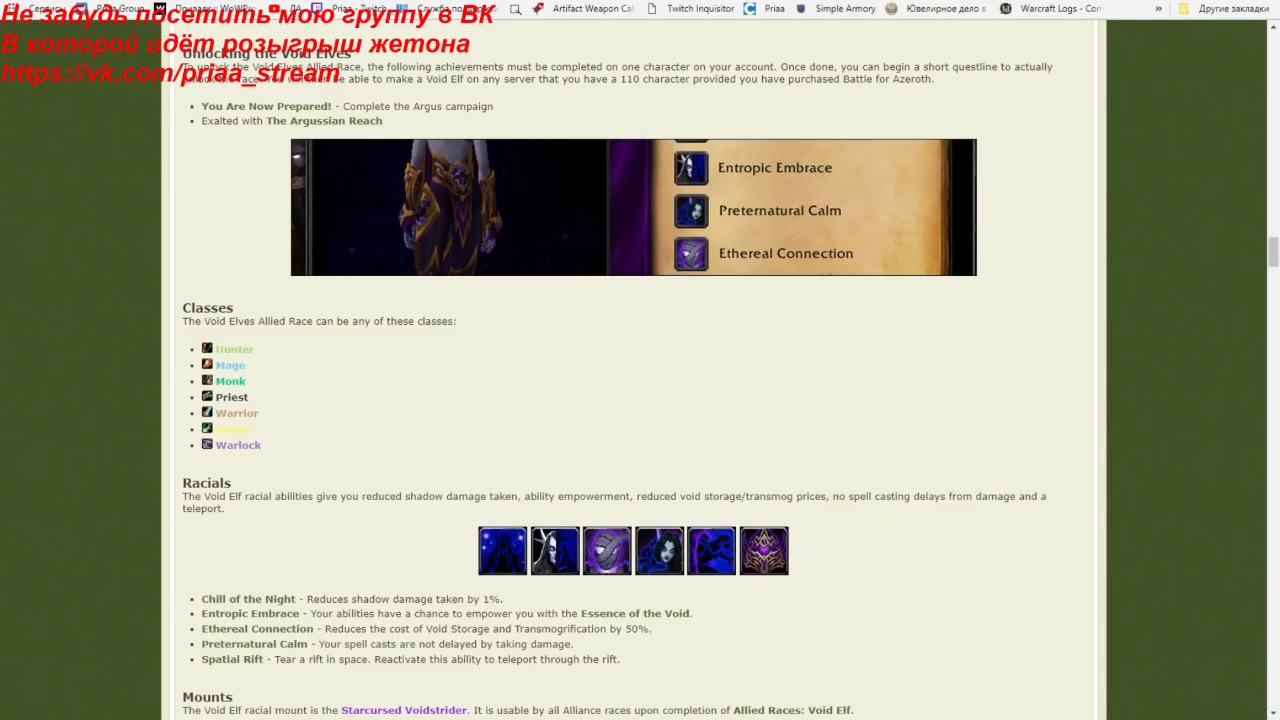 Сервисы PriaaGroup ДА Priaa - Twitch Artifact Weapon Cal Twitch Inquisitor Priaa Simple Armory Ювелирное дело в Warcraft Logs - Com » Другие закладки
Не забудь посетить мою группу в ВК
В которой идёт розыгрыш жетона
https://vk.com/priaa_stream
Unlocking the Void Elves
To unlock the Void Elves Allied Race, the following achievements must be completed on one character on your account. Once done, you can begin a short questline to actually
be able to make a Void Elf on any server that you have a 110 character provided you have purchased Battle for Azeroth.
• You Are Now Prepared! - Complete the Argus campaign
• Exalted with The Argussian Reach
Entropic Embrace
Preternatural Calm
Ethereal Connection
Classes
The Void Elves Allied Race can be any of these classes:
• Hunter
• Mage
• Monk
• Priest
• Warrior
• Rogue
• Warlock
Racials
The Void Elf racial abilities give you reduced shadow damage taken, ability empowerment, reduced void storage/transmog prices, no spell casting delays from damage and a
teleport.
• Chill of the Night - Reduces shadow damage taken by 1%.
• Entropic Embrace - Your abilities have a chance to empower you with the Essence of the Void.
• Ethereal Connection - Reduces the cost of Void Storage and Transmogrification by 50%.
• Preternatural Calm - Your spell casts are not delayed by taking damage.
• Spatial Rift - Tear a rift in space. Reactivate this ability to teleport through the rift.
Mounts
The Void Elf racial mount is the Starcursed Voidstrider. It is usable by all Alliance races upon completion of Allied Races: Void Elf.